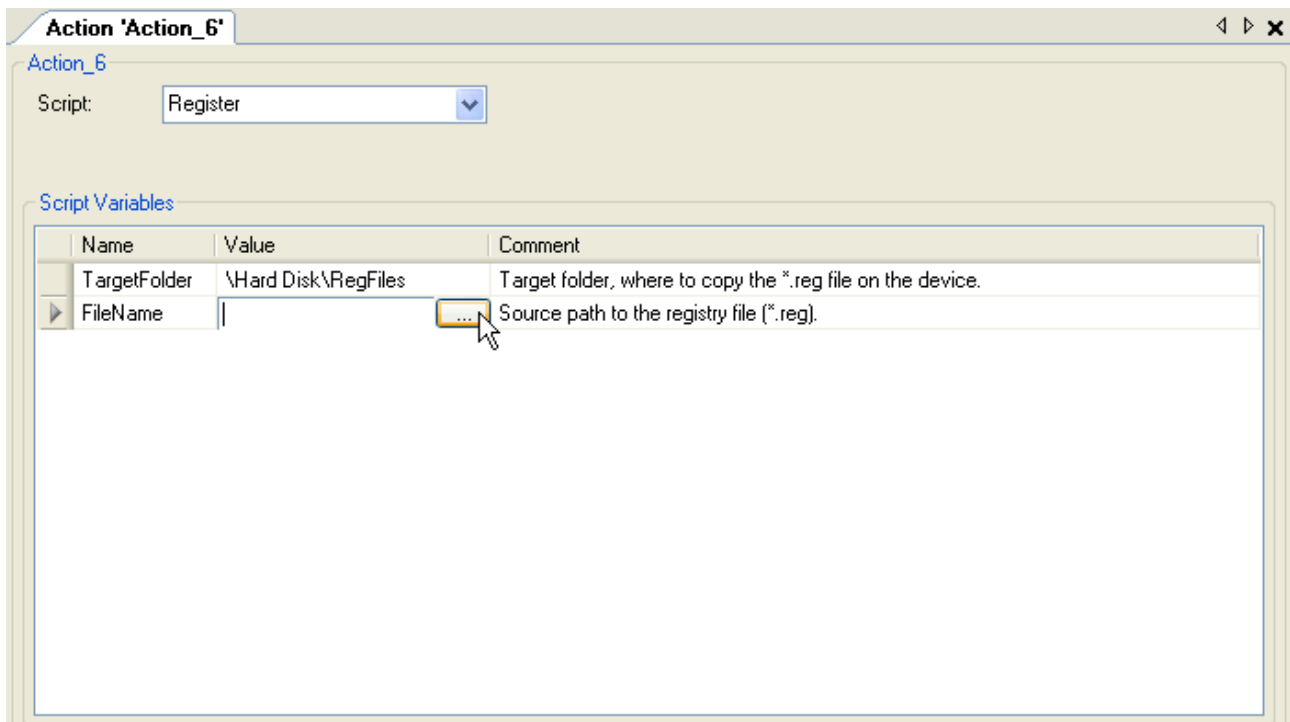 Action 'Action_6'
Action_6
Script: Register
Script Variables
Name Value Comment
TargetFolder \Hard Disk\RegFiles Target folder, where to copy the *.reg file on the device.
FileName ... Source path to the registry file (*.reg).